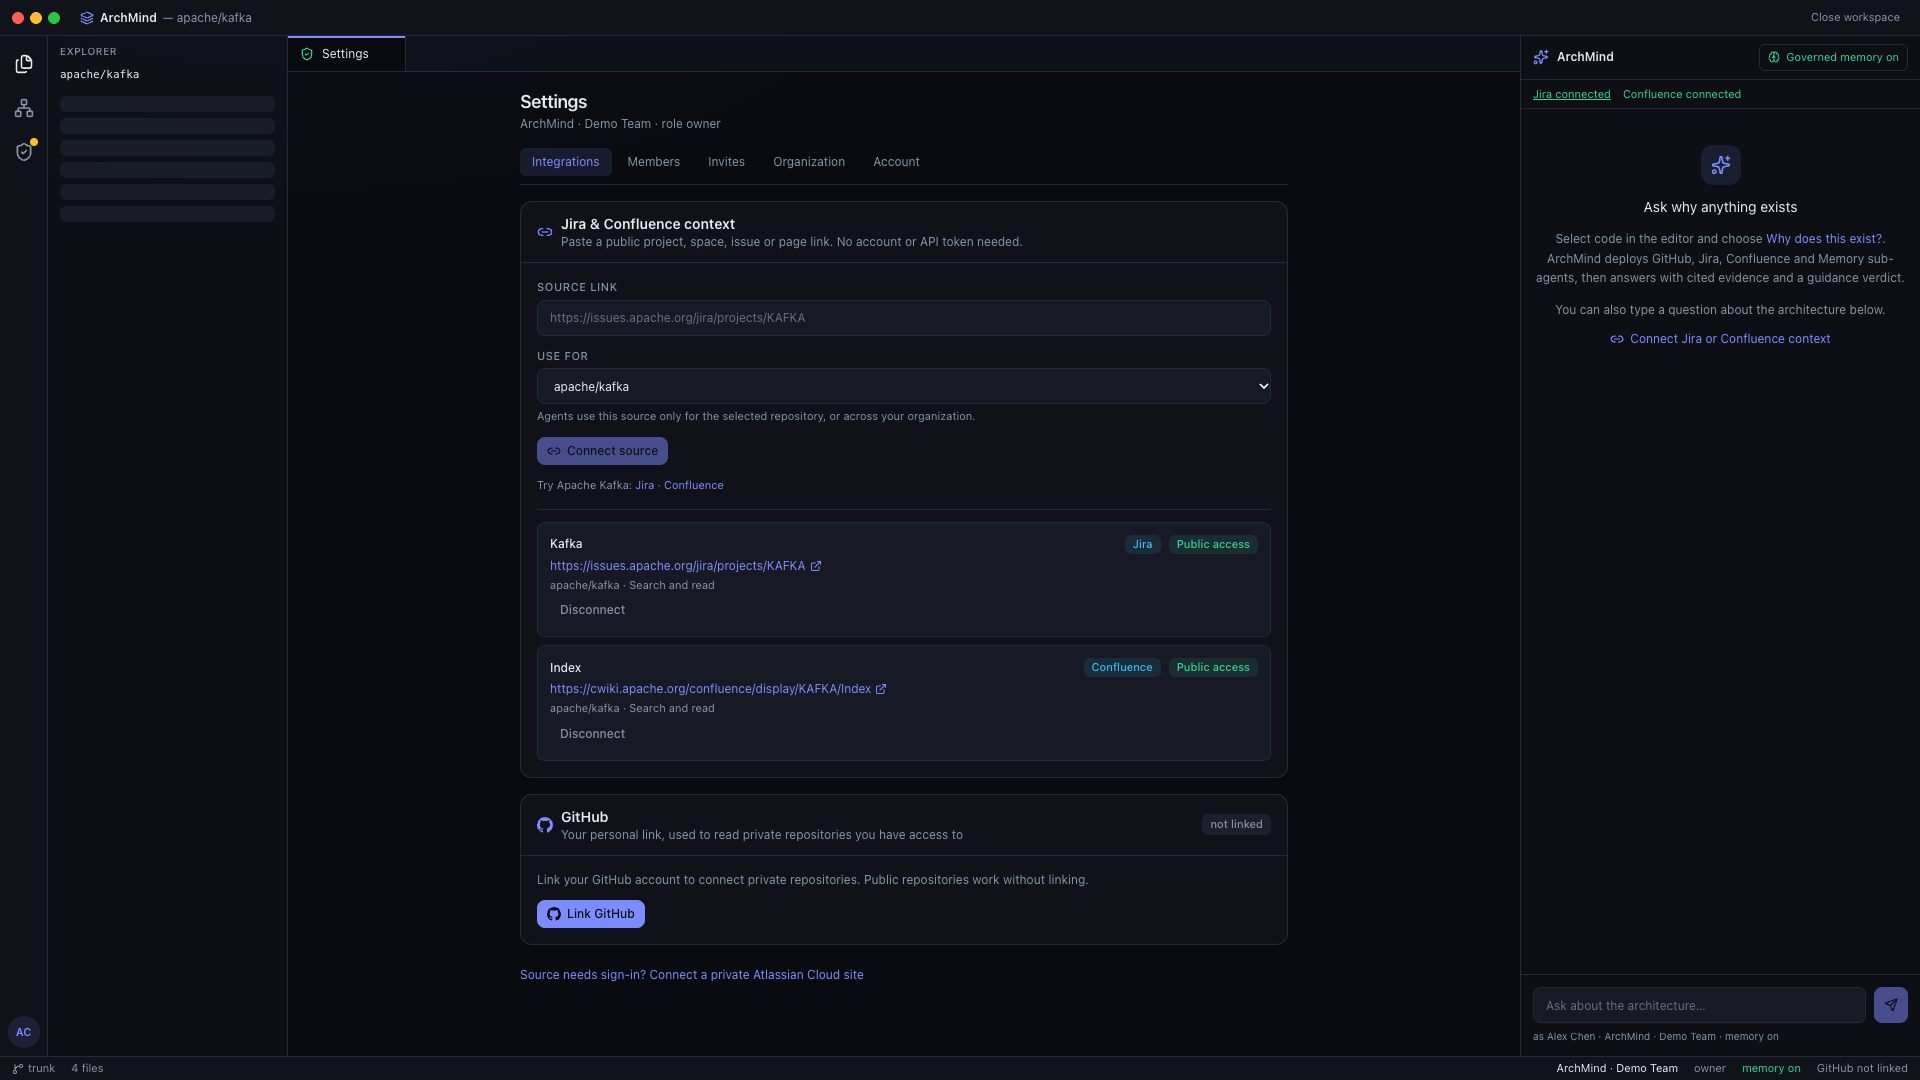 ArchMind — apache/kafka
Close workspace
EXPLORER
apache/kafka
Settings
Settings
ArchMind · Demo Team · role owner
Integrations
Members
Invites
Organization
Account
Jira & Confluence context
Paste a public project, space, issue or page link. No account or API token needed.
SOURCE LINK
https://issues.apache.org/jira/projects/KAFKA
USE FOR
apache/kafka
Agents use this source only for the selected repository, or across your organization.
Connect source
Try Apache Kafka: Jira · Confluence
Kafka
Jira
Public access
https://issues.apache.org/jira/projects/KAFKA
apache/kafka · Search and read
Disconnect
Index
Confluence
Public access
https://cwiki.apache.org/confluence/display/KAFKA/Index
apache/kafka · Search and read
Disconnect
GitHub
Your personal link, used to read private repositories you have access to
not linked
Link your GitHub account to connect private repositories. Public repositories work without linking.
Link GitHub
Source needs sign-in? Connect a private Atlassian Cloud site
ArchMind
Governed memory on
Jira connected
Confluence connected
Ask why anything exists
Select code in the editor and choose Why does this exist?.
ArchMind deploys GitHub, Jira, Confluence and Memory sub-
agents, then answers with cited evidence and a guidance verdict.
You can also type a question about the architecture below.
Connect Jira or Confluence context
Ask about the architecture...
as Alex Chen · ArchMind · Demo Team · memory on
AC
trunk
4 files
ArchMind · Demo Team
owner
memory on
GitHub not linked